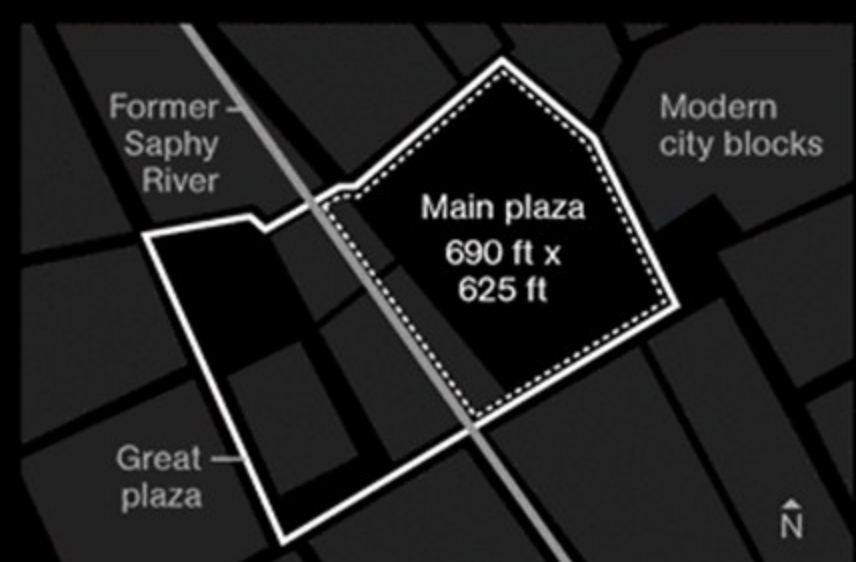 Former
Saphy
River
Modern
city blocks
Main plaza
690 ft x
625 ft
Great
plaza
N